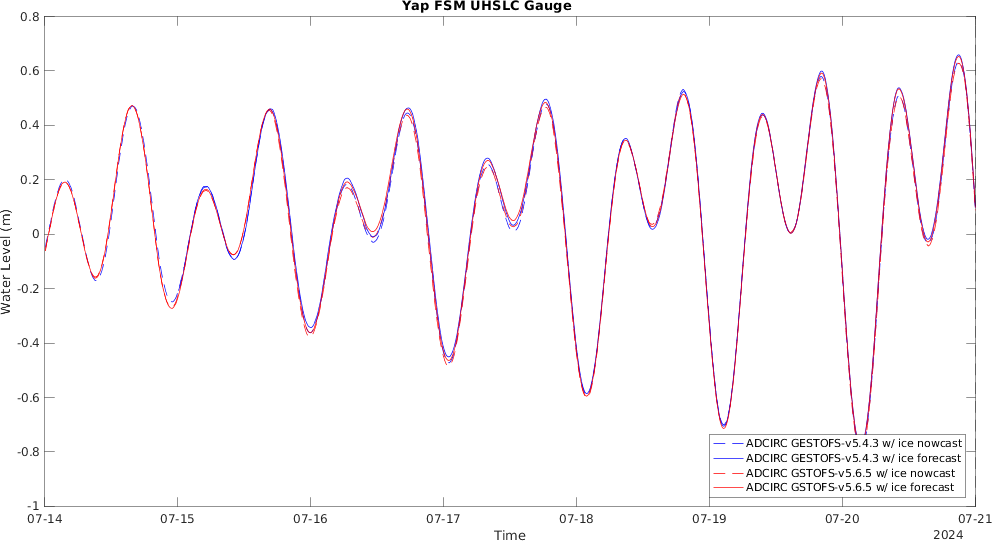 Yap FSM UHSLC Gauge
0.8
0.6
0.4
0.2
0
-0.2
-0.4
-0.6
-0.8
-1
Water Level (m)
ADCIRC GESTOFS-v5.4.3 w/ ice nowcast
ADCIRC GESTOFS-v5.4.3 w/ ice forecast
ADCIRC GSTOFS-v5.6.5 w/ ice nowcast
ADCIRC GSTOFS-v5.6.5 w/ ice forecast
07-14 07-15 07-16 07-17 07-18 07-19 07-20 07-21
Time
2024